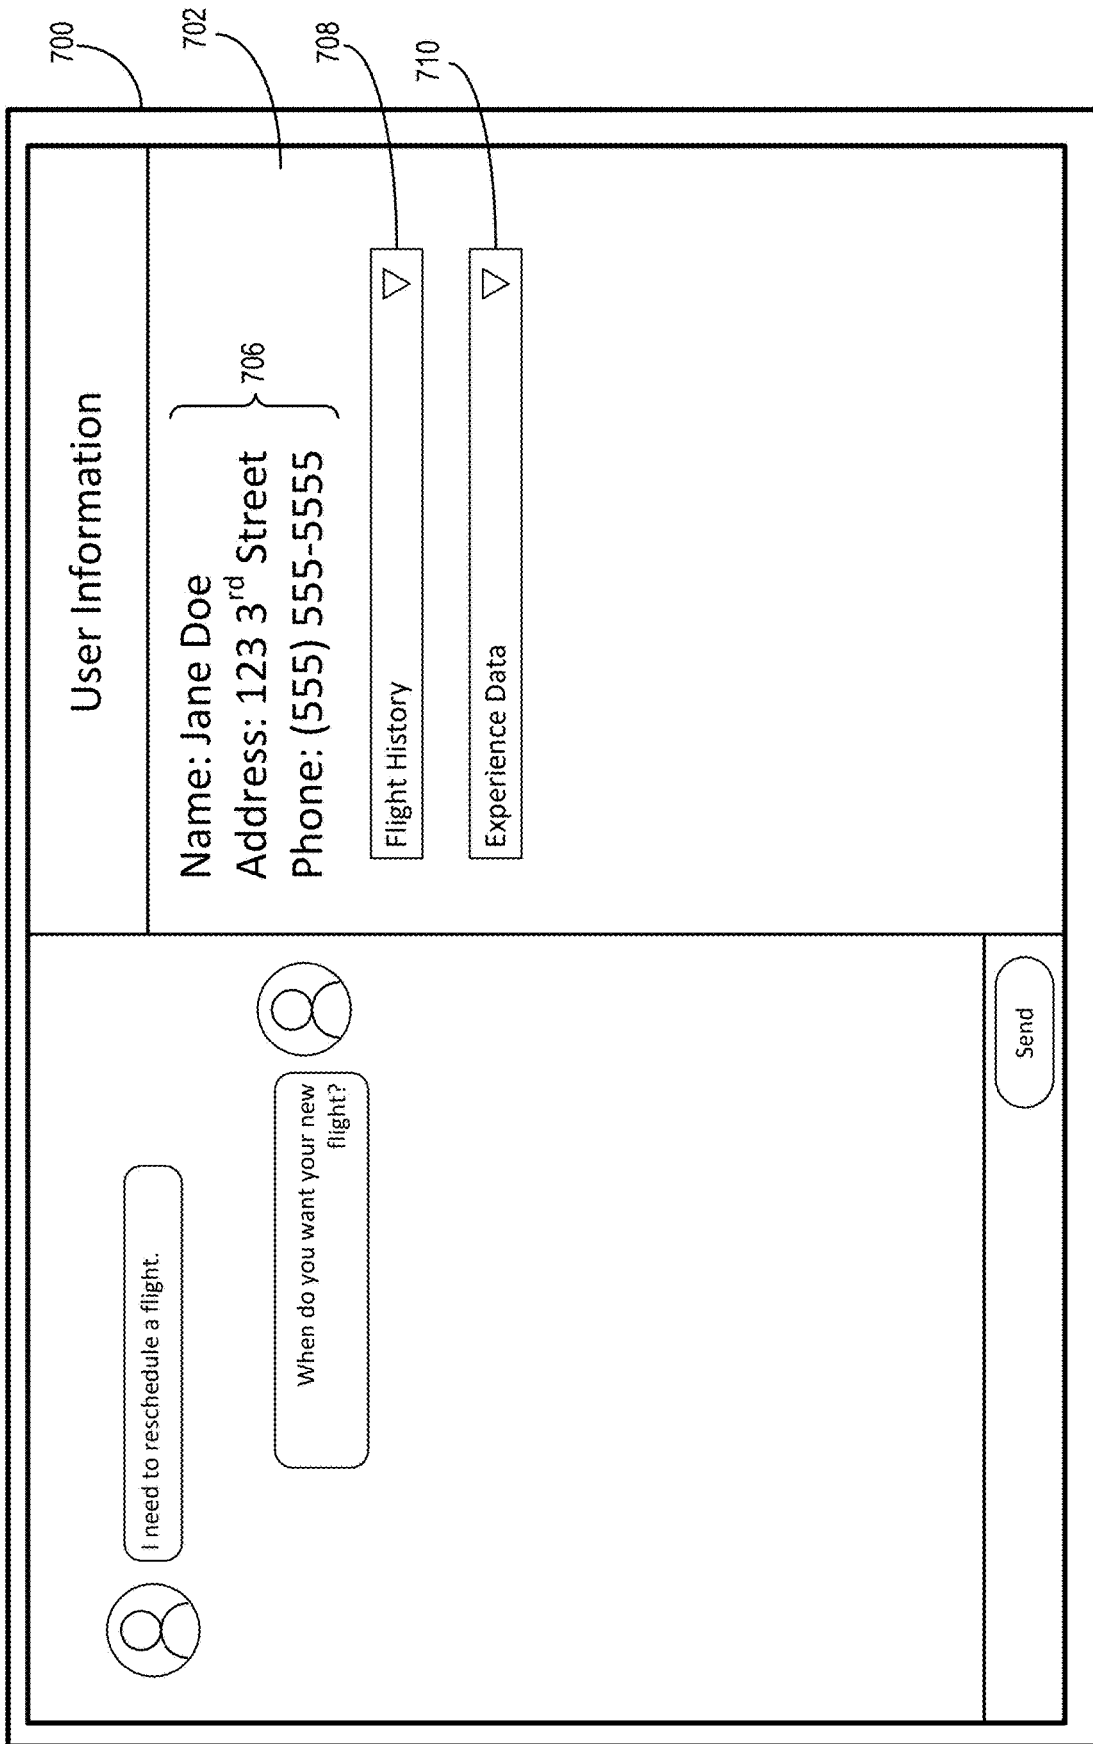 I need to reschedule a flight.
When do you want your new
flight?
Send
User Information
Name: Jane Doe
Address: 123 3rd Street
Phone: (555) 555-5555
706
Flight History
Experience Data
700
702
708
710